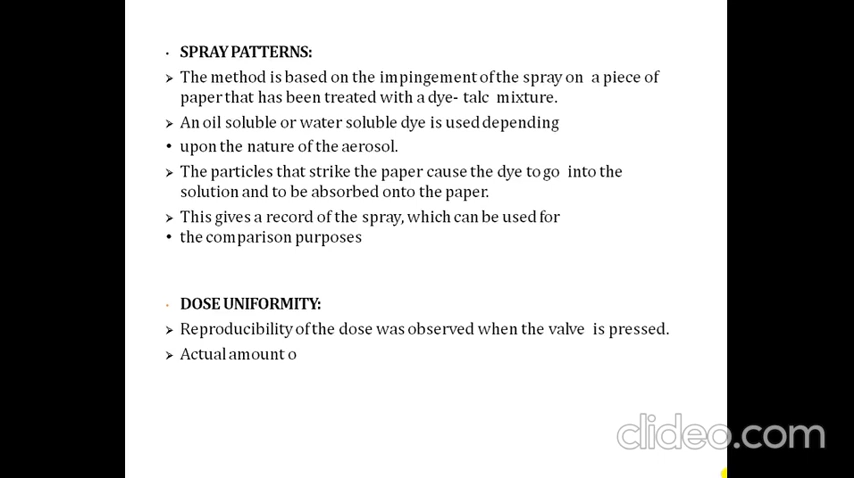 · SPRAY PATTERNS:
➢ The method is based on the impingement of the spray on a piece of
paper that has been treated with a dye- talc mixture.
➢ An oil soluble or water soluble dye is used depending
• upon the nature of the aerosol.
➢ The particles that strike the paper cause the dye to go into the
solution and to be absorbed onto the paper.
➢ This gives a record of the spray, which can be used for
• the comparison purposes
· DOSE UNIFORMITY:
➢ Reproducibility of the dose was observed when the valve is pressed.
➢ Actual amount o
clideo.com